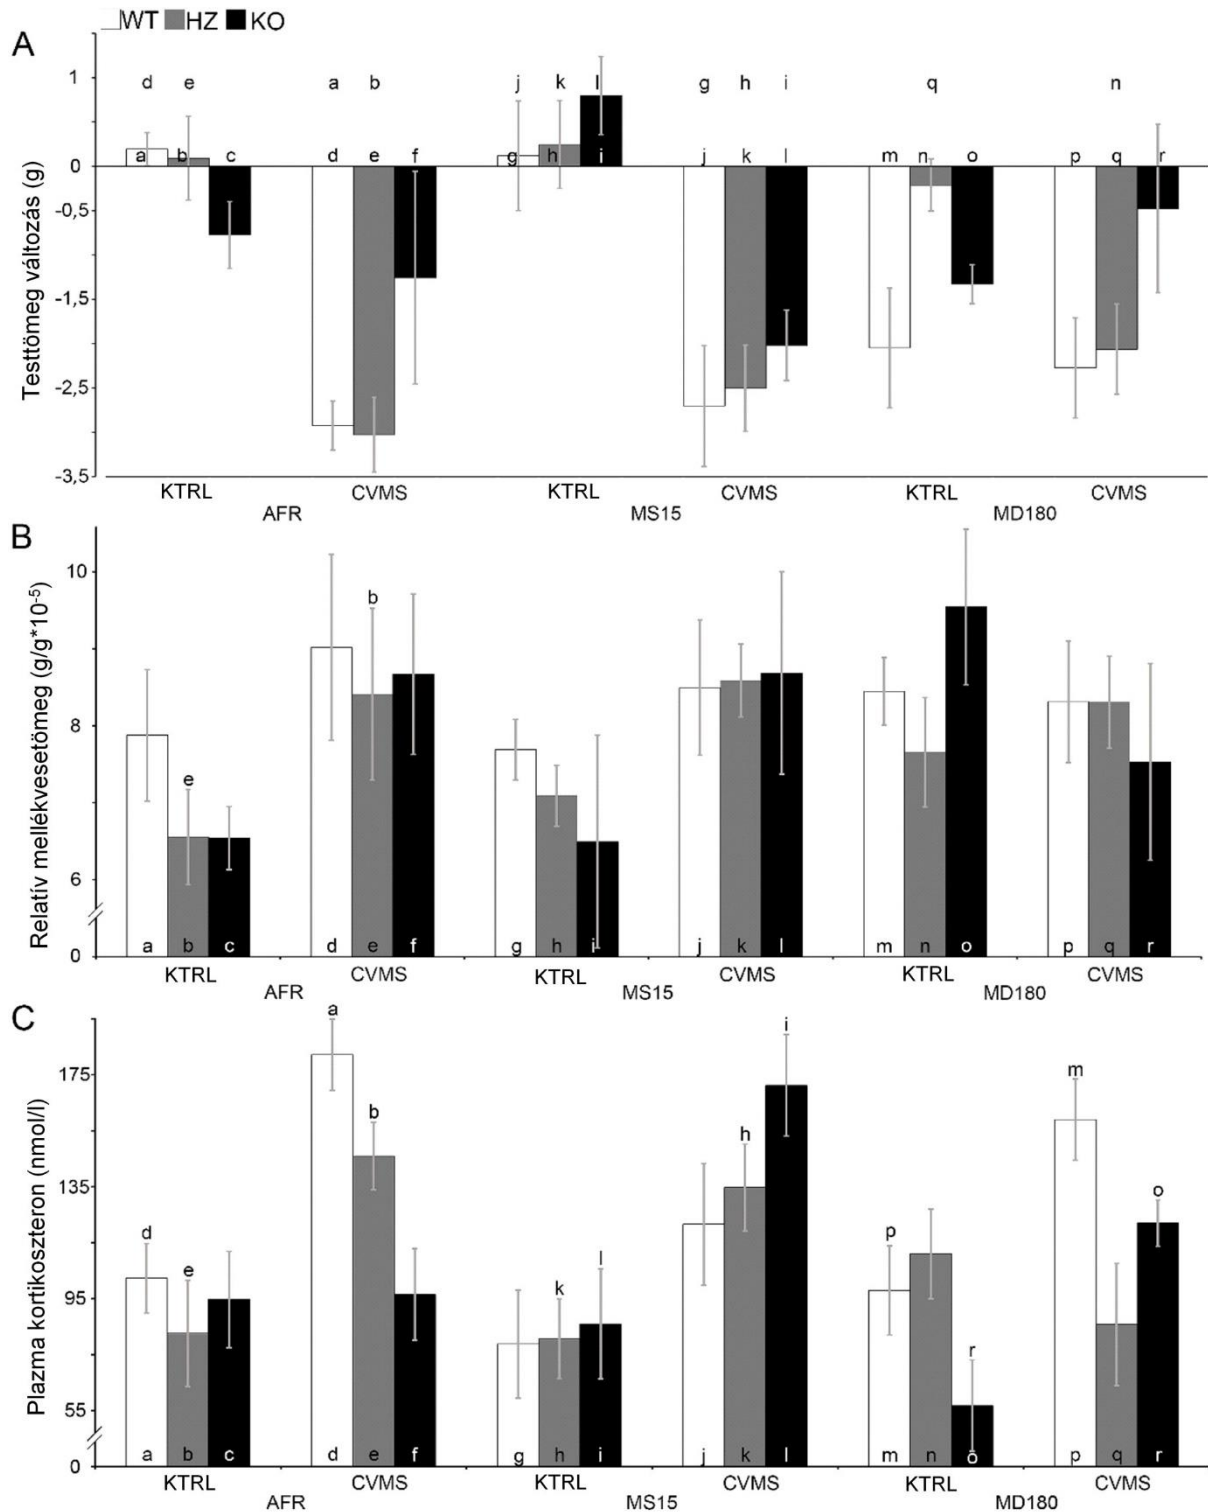 WT HZ KO
A
Testtömeg változás (g)
1
0
-0,5
-1,5
-2,5
-3,5
d e a b j k l g h i q n
a b c d e f g h i j k l m n o p q r
KTRL CVMS KTRL CVMS KTRL CVMS
AFR MS15 MD180
B
Relatív mellékvesetömeg (g/g*10-5)
10
8
6
0
e b
a b c d e f g h i j k l m n o p q r
KTRL CVMS KTRL CVMS KTRL CVMS
AFR MS15 MD180
C
Plazma kortikoszteron (nmol/l)
175
135
95
55
0
d e a b k l h i p r m o
a b c d e f g h i j k l m n o p q r
KTRL CVMS KTRL CVMS KTRL CVMS
AFR MS15 MD180